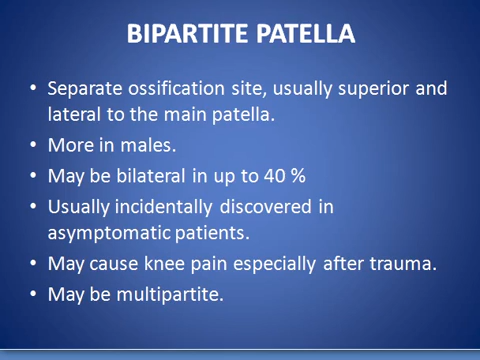 BIPARTITE PATELLA
• Separate ossification site, usually superior and
lateral to the main patella.
• More in males.
• May be bilateral in up to 40 %
• Usually incidentally discovered in
asymptomatic patients.
• May cause knee pain especially after trauma.
• May be multipartite.